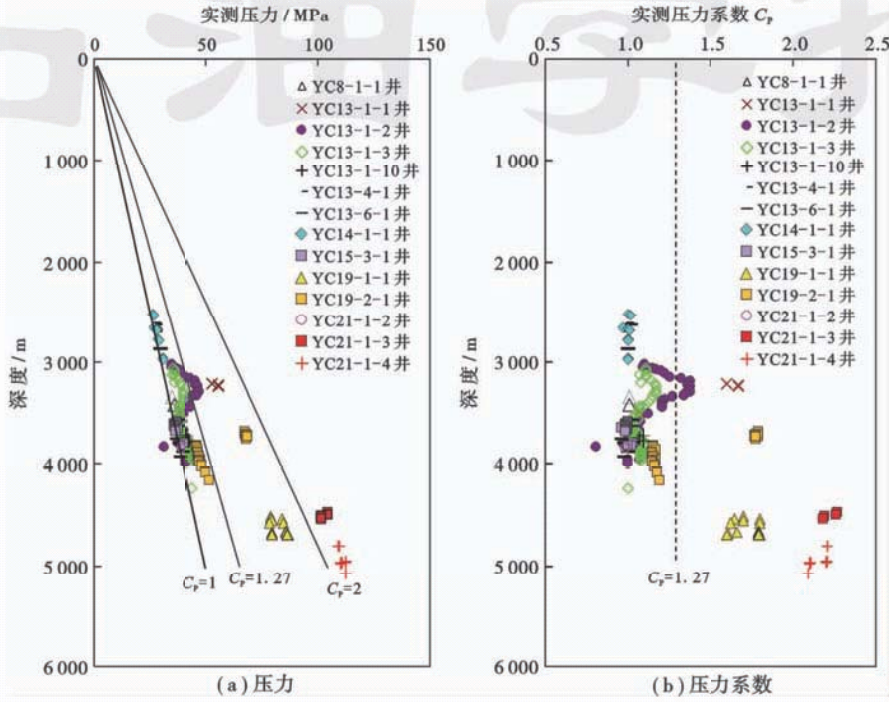 石油学报
实测压力 / MPa
0 50 100 150
0
1 000
2 000
3 000
4 000
5 000
6 000
深度 / m
△ YC8-1-1 井
× YC13-1-1 井
● YC13-1-2 井
◇ YC13-1-3 井
+ YC13-1-10 井
- YC13-4-1 井
— YC13-6-1 井
◆ YC14-1-1 井
■ YC15-3-1 井
▲ YC19-1-1 井
■ YC19-2-1 井
○ YC21-1-2 井
■ YC21-1-3 井
+ YC21-1-4 井
Cₚ=1
Cₚ=1. 27
Cₚ=2
(a) 压力
实测压力系数 Cₚ
0.5 1.0 1.5 2.0 2.5
0
1 000
2 000
3 000
4 000
5 000
6 000
深度 / m
△ YC8-1-1 井
× YC13-1-1 井
● YC13-1-2 井
◇ YC13-1-3 井
+ YC13-1-10 井
- YC13-4-1 井
— YC13-6-1 井
◆ YC14-1-1 井
■ YC15-3-1 井
▲ YC19-1-1 井
■ YC19-2-1 井
○ YC21-1-2 井
■ YC21-1-3 井
+ YC21-1-4 井
Cₚ=1. 27
(b) 压力系数